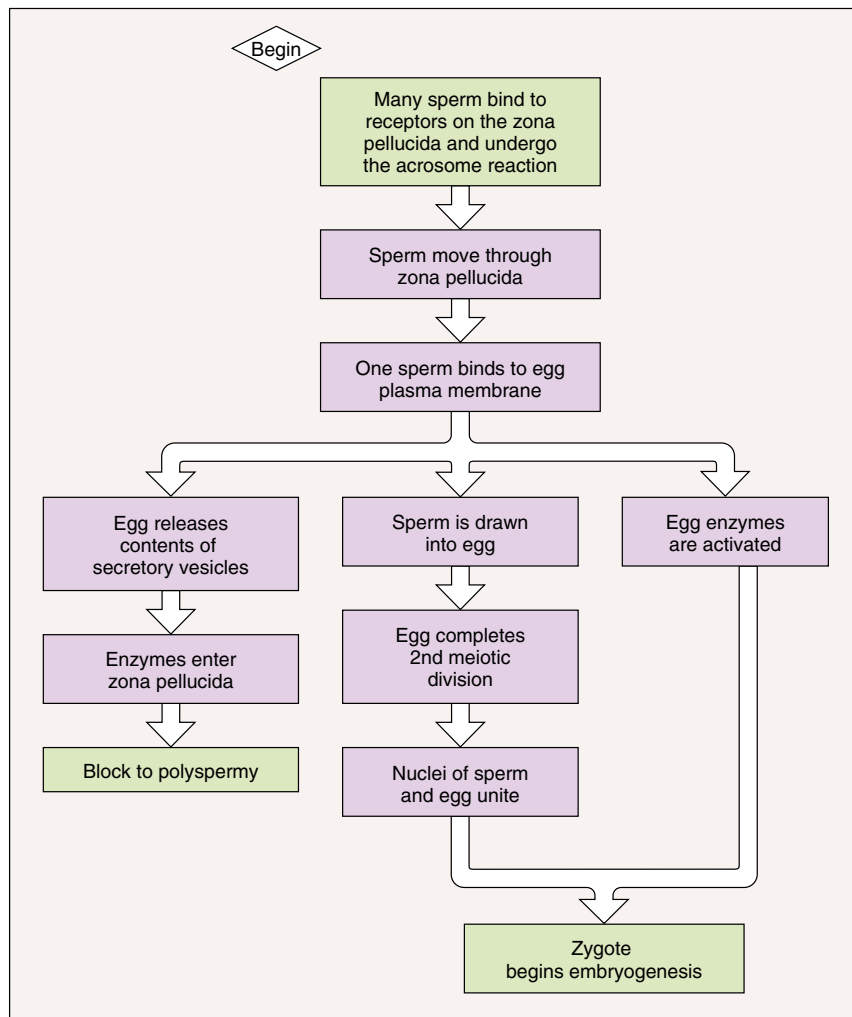 Begin
Many sperm bind to
receptors on the zona
pellucida and undergo
the acrosome reaction
Sperm move through
zona pellucida
One sperm binds to egg
plasma membrane
Egg releases
contents of
secretory vesicles
Enzymes enter
zona pellucida
Block to polyspermy
Sperm is drawn
into egg
Egg completes
2nd meiotic
division
Nuclei of sperm
and egg unite
Egg enzymes
are activated
Zygote
begins embryogenesis